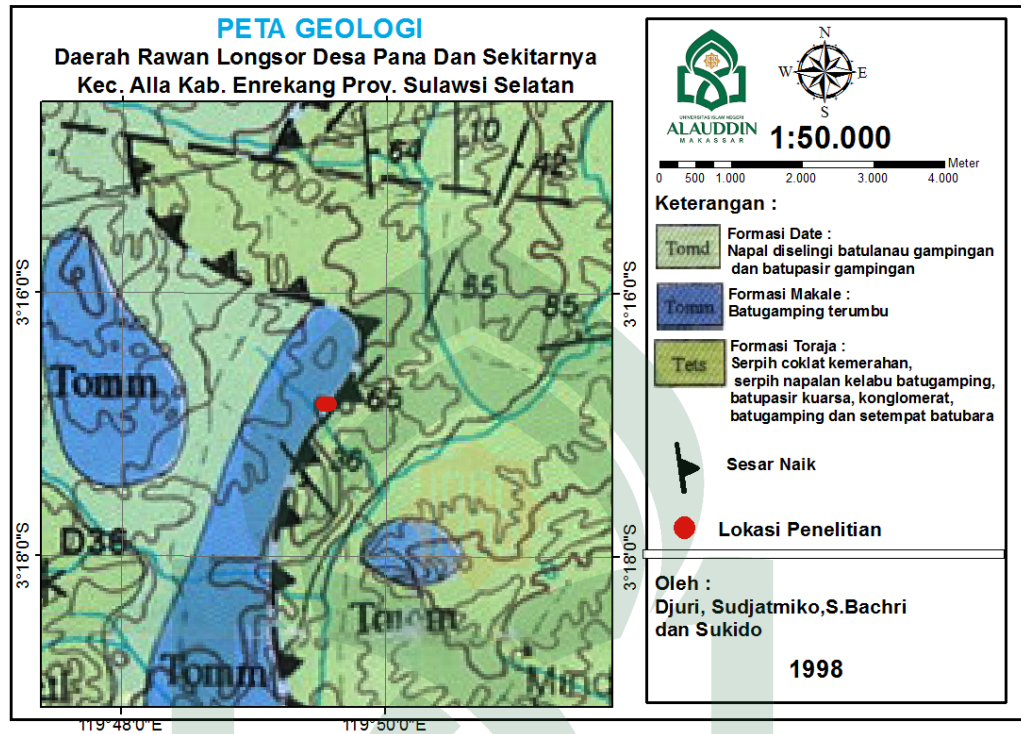 PETA GEOLOGI
Daerah Rawan Longsor Desa Pana Dan Sekitarnya
Kec. Alla Kab. Enrekang Prov. Sulawsi Selatan
3°16'0"S
3°18'0"S
119°48'0"E
119°50'0"E
3°16'0"S
3°18'0"S
64
10
42
55
85
65
Tomm
D36
Tomm
Tomm
UNIVERSITAS ISLAM NEGERI
ALAUDDIN
MAKASSAR
N
W
E
S
1:50.000
Meter
0 500 1.000 2.000 3.000 4.000
Keterangan :
Tomd
Formasi Date :
Napal diselingi batulanau gampingan
dan batupasir gampingan
Tomm
Formasi Makale :
Batugamping terumbu
Tets
Formasi Toraja :
Serpih coklat kemerahan,
serpih napalan kelabu batugamping,
batupasir kuarsa, konglomerat,
batugamping dan setempat batubara
Sesar Naik
Lokasi Penelitian
Oleh :
Djuri, Sudjatmiko,S.Bachri
dan Sukido
1998